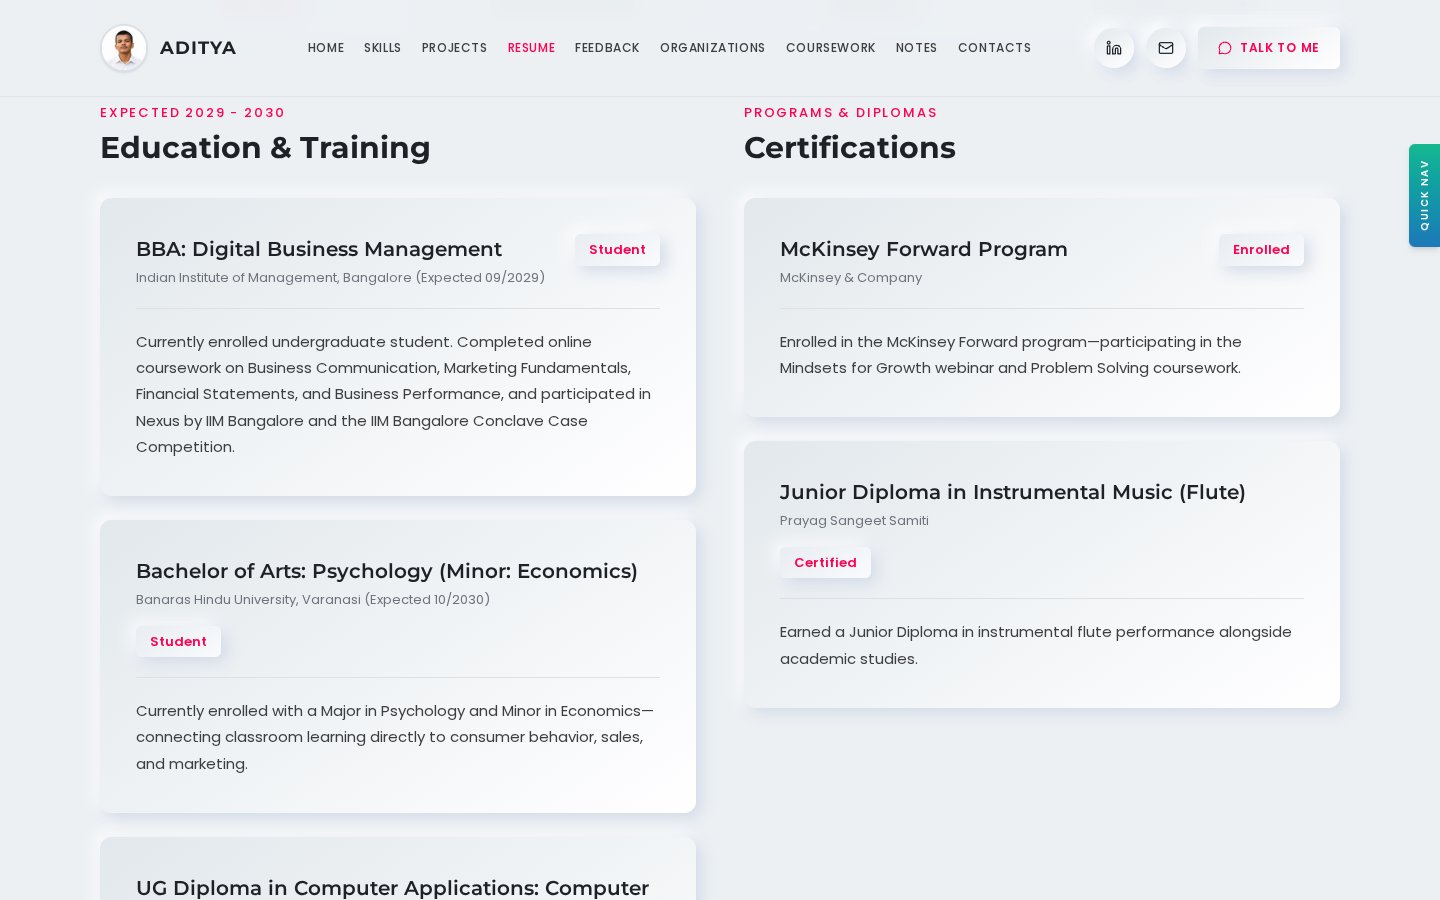 ADITYA
HOME
SKILLS
PROJECTS
RESUME
FEEDBACK
ORGANIZATIONS
COURSEWORK
NOTES
CONTACTS
TALK TO ME
QUICK NAV
EXPECTED 2029 - 2030
Education & Training
BBA: Digital Business Management
Student
Indian Institute of Management, Bangalore (Expected 09/2029)
Currently enrolled undergraduate student. Completed online
coursework on Business Communication, Marketing Fundamentals,
Financial Statements, and Business Performance, and participated in
Nexus by IIM Bangalore and the IIM Bangalore Conclave Case
Competition.
Bachelor of Arts: Psychology (Minor: Economics)
Banaras Hindu University, Varanasi (Expected 10/2030)
Student
Currently enrolled with a Major in Psychology and Minor in Economics—
connecting classroom learning directly to consumer behavior, sales,
and marketing.
UG Diploma in Computer Applications: Computer
PROGRAMS & DIPLOMAS
Certifications
McKinsey Forward Program
Enrolled
McKinsey & Company
Enrolled in the McKinsey Forward program—participating in the
Mindsets for Growth webinar and Problem Solving coursework.
Junior Diploma in Instrumental Music (Flute)
Prayag Sangeet Samiti
Certified
Earned a Junior Diploma in instrumental flute performance alongside
academic studies.